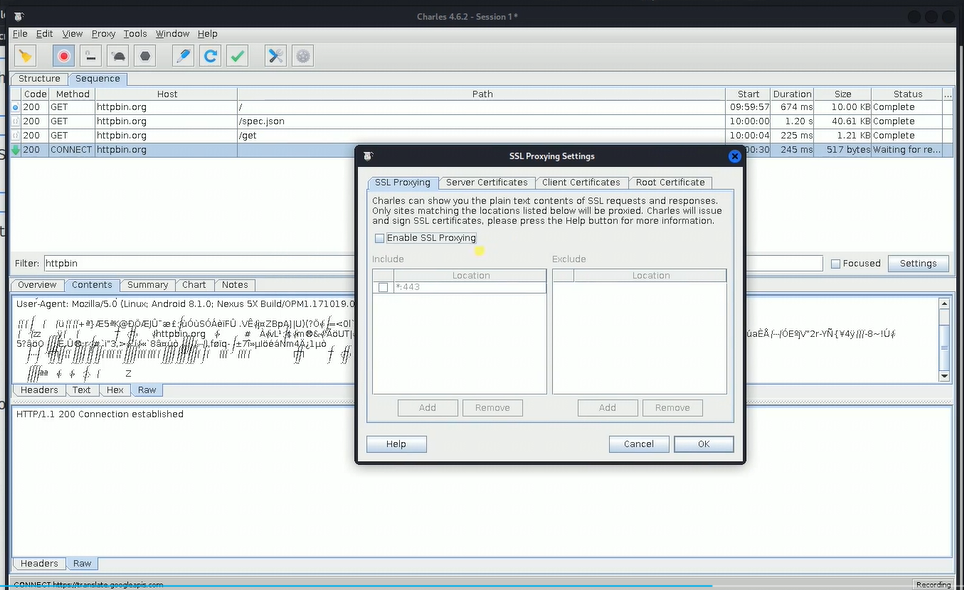 Charles 4.6.2 - Session 1*
File Edit View Proxy Tools Window Help
Structure Sequence
Code Method Host Path Start Duration Size Status ...
200 GET httpbin.org / 09:59:57 674 ms 10.00 KB Complete
200 GET httpbin.org /spec.json 10:00:00 1.20 s 40.61 KB Complete
200 GET httpbin.org /get 10:00:04 225 ms 1.21 KB Complete
200 CONNECT httpbin.org 00:30 245 ms 517 bytes Waiting for re...
SSL Proxying Settings
SSL Proxying Server Certificates Client Certificates Root Certificate
Charles can show you the plain text contents of SSL requests and responses.
Only sites matching the locations listed below will be proxied. Charles will issue
and sign SSL certificates, please press the Help button for more information.
Enable SSL Proxying
Include Exclude
Location Location
*:443
Add Remove Add Remove
Help Cancel OK
Filter: httpbin Focused Settings
Overview Contents Summary Chart Notes
User-Agent: Mozilla/5.0 (Linux; Android 8.1.0; Nexus 5X Build/OPM1.171019.0
httpbin.org
Headers Text Hex Raw
HTTP/1.1 200 Connection established
Headers Raw
CONNECT https://translate.googleapis.com
Recording